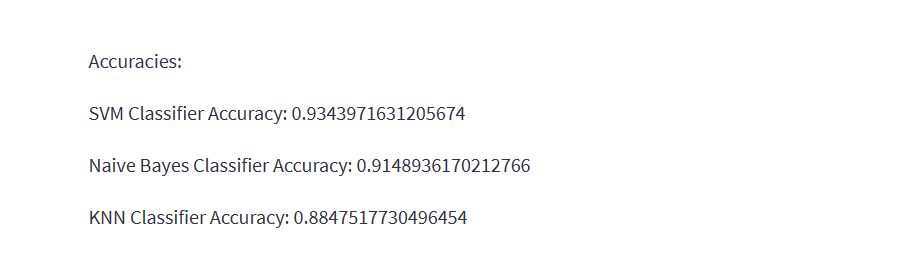 Accuracies:
SVM Classifier Accuracy: 0.9343971631205674
Naive Bayes Classifier Accuracy: 0.9148936170212766
KNN Classifier Accuracy: 0.8847517730496454